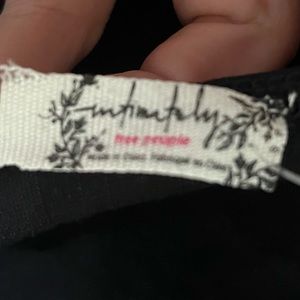 intimately
free people
Made in China. Fabriqué en Chine